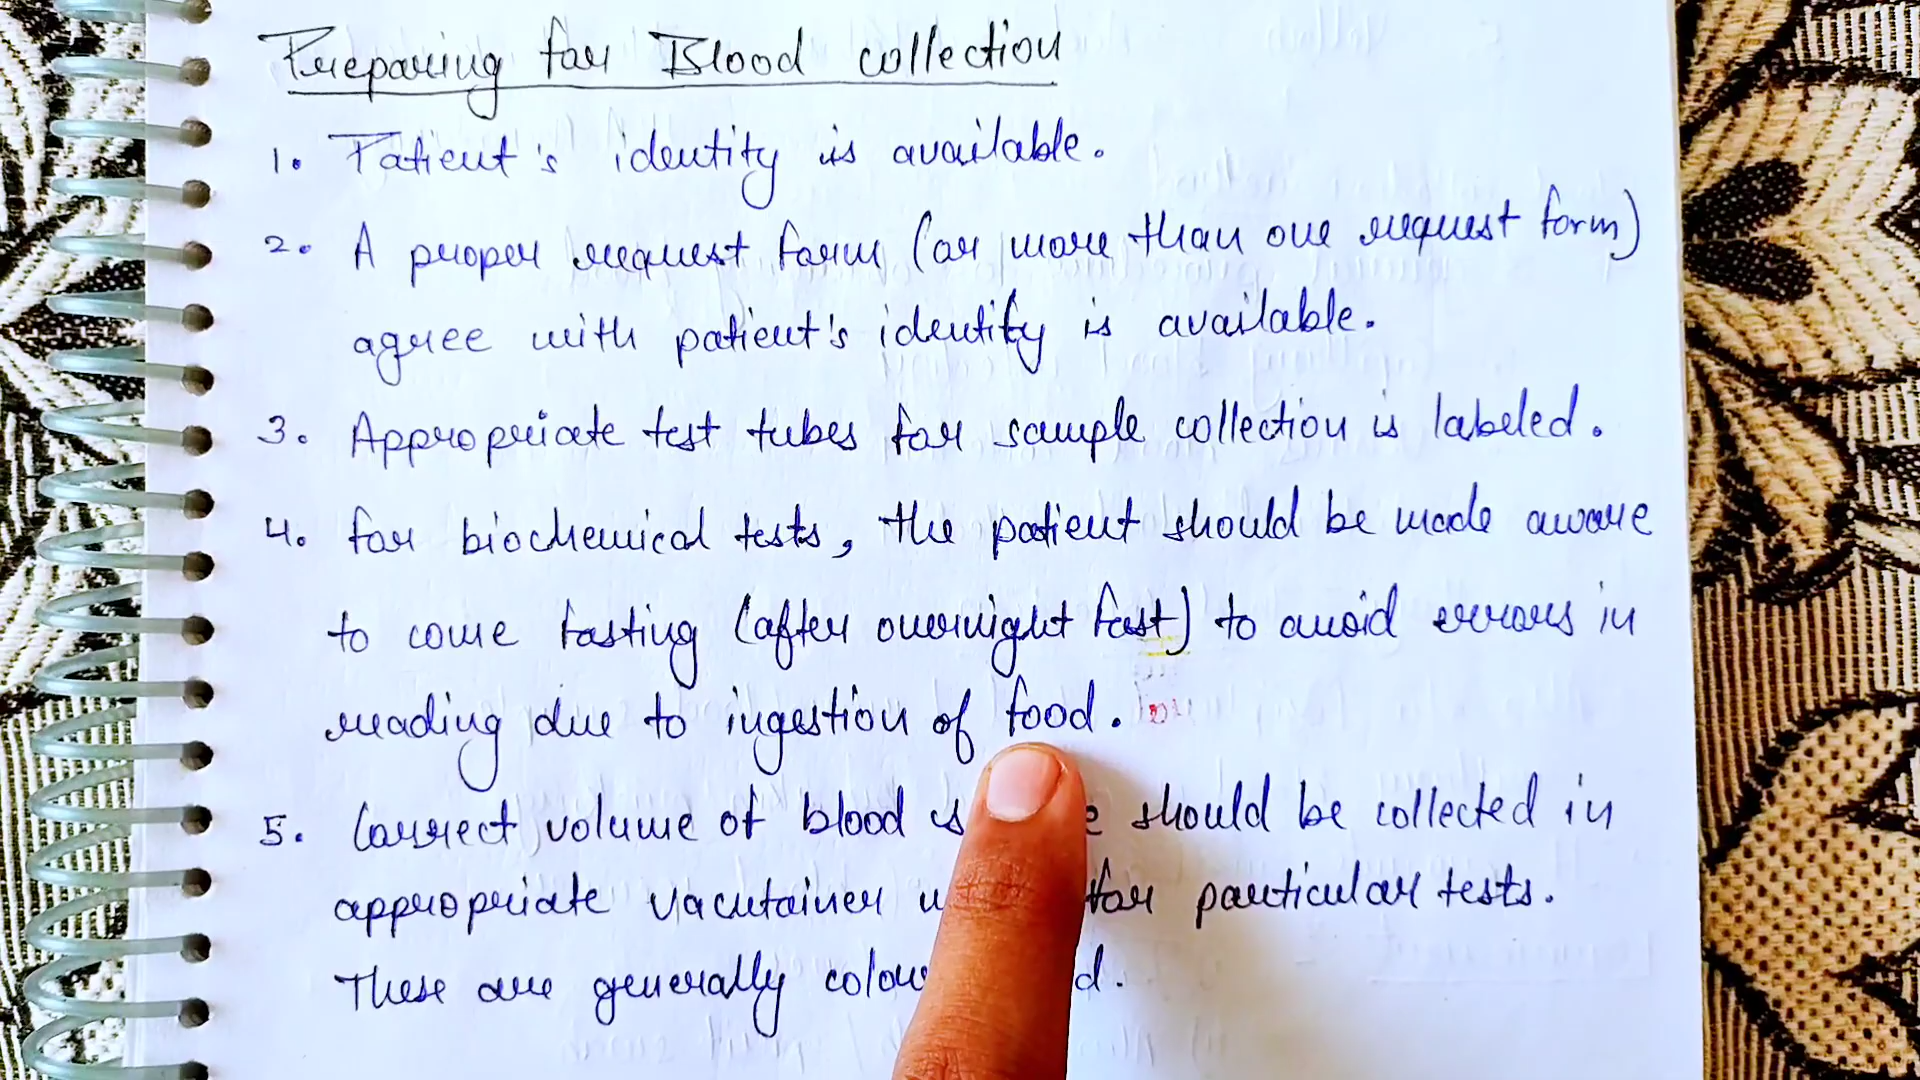 Preparing for Blood collection
1. Patient's identity is available.
2. A proper request form (or more than one request form)
agree with patient's identity is available.
3. Appropriate test tubes for sample collection is labeled.
4. for biochemical tests, the patient should be made aware
to come fasting (after overnight fast) to avoid errors in
reading due to ingestion of food.
5. Correct volume of blood should be collected in
appropriate vacutainer for particular tests.
These are generally